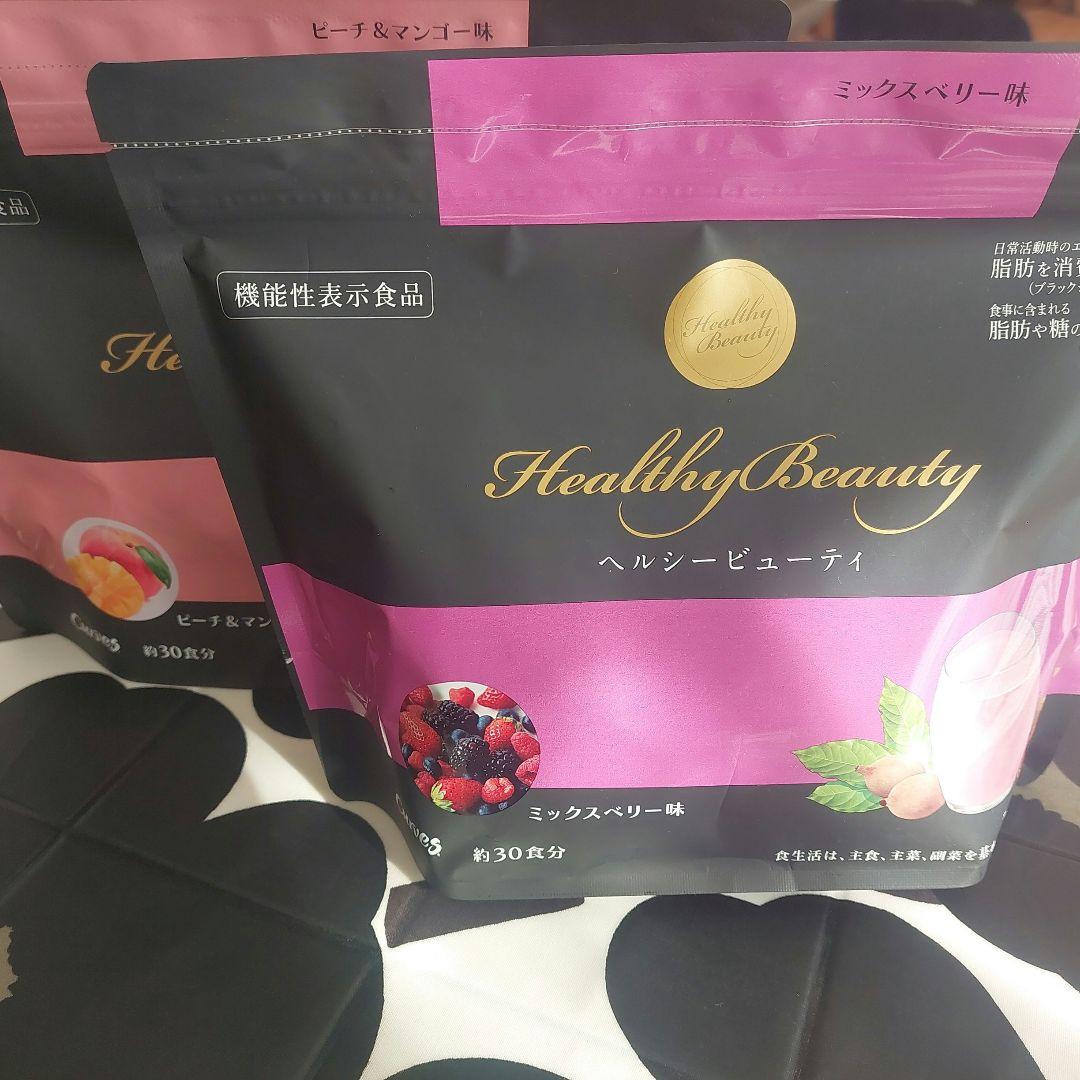 ピーチ&マンゴー味
ミックスベリー味
食品
機能性表示食品
日常活動時のエ
脂肪を消費
(ブラック
食事に含まれる
脂肪や糖の
Healthy
Beauty
He
Healthy Beauty
ヘルシービューティ
ピーチ&マン
Curves
約30食分
ミックスベリー味
Curves
約30食分
食生活は、主食、主菜、副菜を基